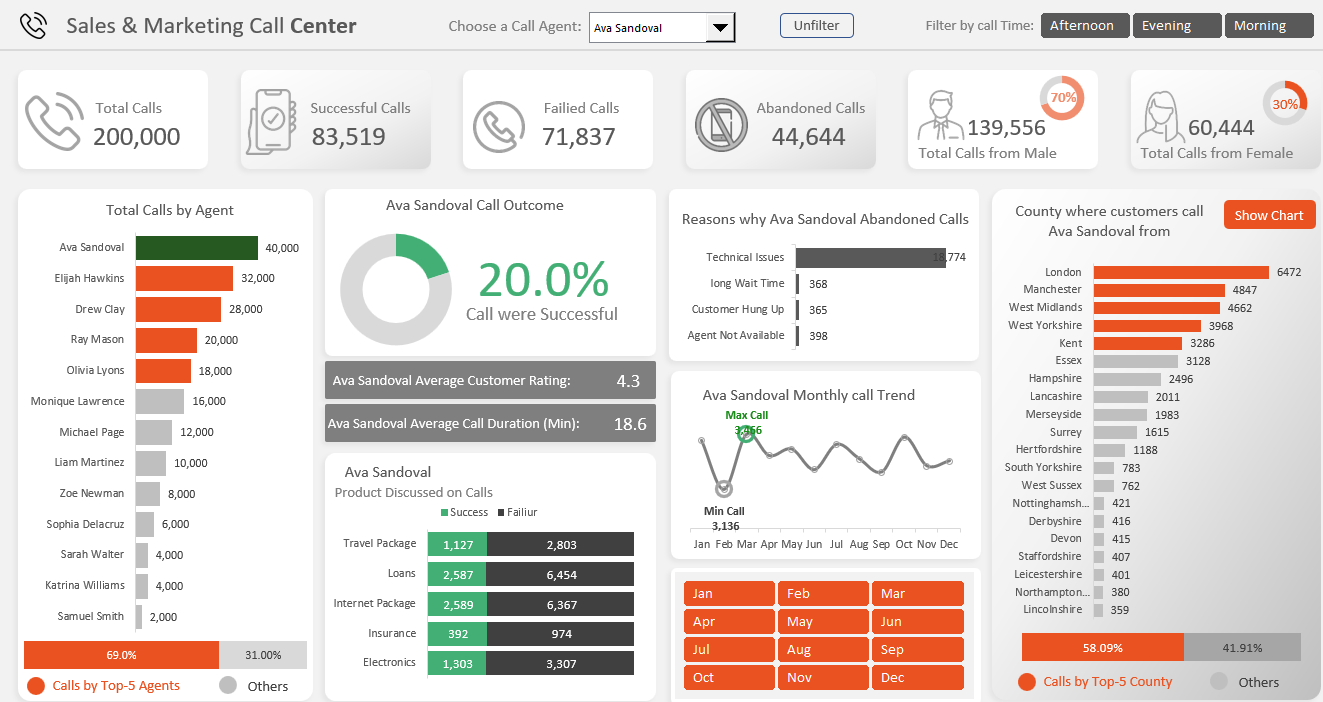 Sales & Marketing Call Center
Choose a Call Agent:
Ava Sandoval
Unfilter
Filter by call Time:
Afternoon
Evening
Morning
Total Calls
200,000
Successful Calls
83,519
Failied Calls
71,837
Abandoned Calls
44,644
70%
139,556
Total Calls from Male
30%
60,444
Total Calls from Female
Total Calls by Agent
Ava Sandoval 40,000
Elijah Hawkins 32,000
Drew Clay 28,000
Ray Mason 20,000
Olivia Lyons 18,000
Monique Lawrence 16,000
Michael Page 12,000
Liam Martinez 10,000
Zoe Newman 8,000
Sophia Delacruz 6,000
Sarah Walter 4,000
Katrina Williams 4,000
Samuel Smith 2,000
69.0% 31.00%
Calls by Top-5 Agents Others
Ava Sandoval Call Outcome
20.0%
Call were Successful
Ava Sandoval Average Customer Rating: 4.3
Ava Sandoval Average Call Duration (Min): 18.6
Ava Sandoval
Product Discussed on Calls
Success Failiur
Travel Package 1,127 2,803
Loans 2,587 6,454
Internet Package 2,589 6,367
Insurance 392 974
Electronics 1,303 3,307
Reasons why Ava Sandoval Abandoned Calls
Technical Issues 18,774
long Wait Time 368
Customer Hung Up 365
Agent Not Available 398
Ava Sandoval Monthly call Trend
Max Call
3,466
Min Call
3,136
Jan Feb Mar Apr May Jun Jul Aug Sep Oct Nov Dec
Jan Feb Mar
Apr May Jun
Jul Aug Sep
Oct Nov Dec
County where customers call
Ava Sandoval from
Show Chart
London 6472
Manchester 4847
West Midlands 4662
West Yorkshire 3968
Kent 3286
Essex 3128
Hampshire 2496
Lancashire 2011
Merseyside 1983
Surrey 1615
Hertfordshire 1188
South Yorkshire 783
West Sussex 762
Nottinghamsh... 421
Derbyshire 416
Devon 415
Staffordshire 407
Leicestershire 401
Northampton... 380
Lincolnshire 359
58.09% 41.91%
Calls by Top-5 County Others